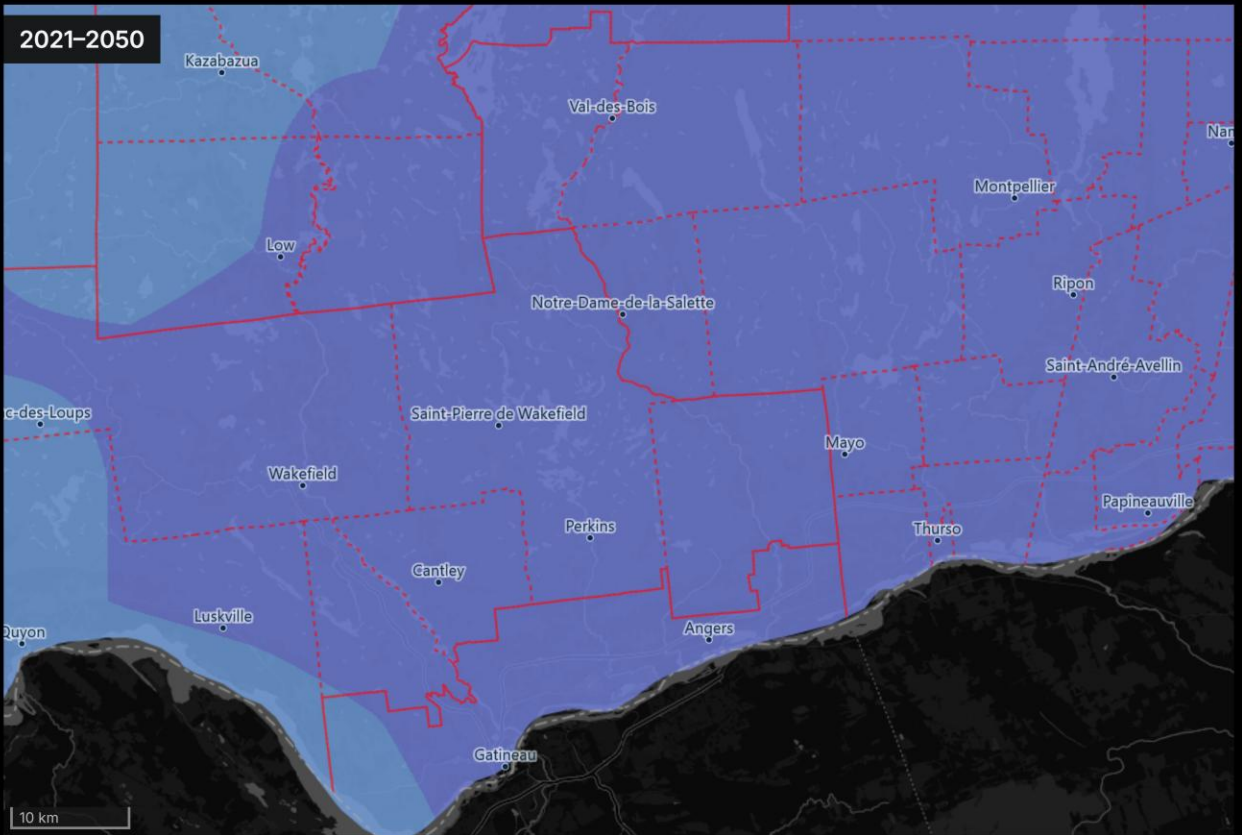 2021–2050
Kazabazua
Val-des-Bois
Nar
Montpellier
Low
Ripon
Notre-Dame-de-la-Salette
Saint-André-Avellin
c-des-Loups
Saint-Pierre de Wakefield
Mayo
Wakefield
Papineauville
Perkins
Thurso
Cantley
Luskville
Angers
Quyon
Gatineau
10 km